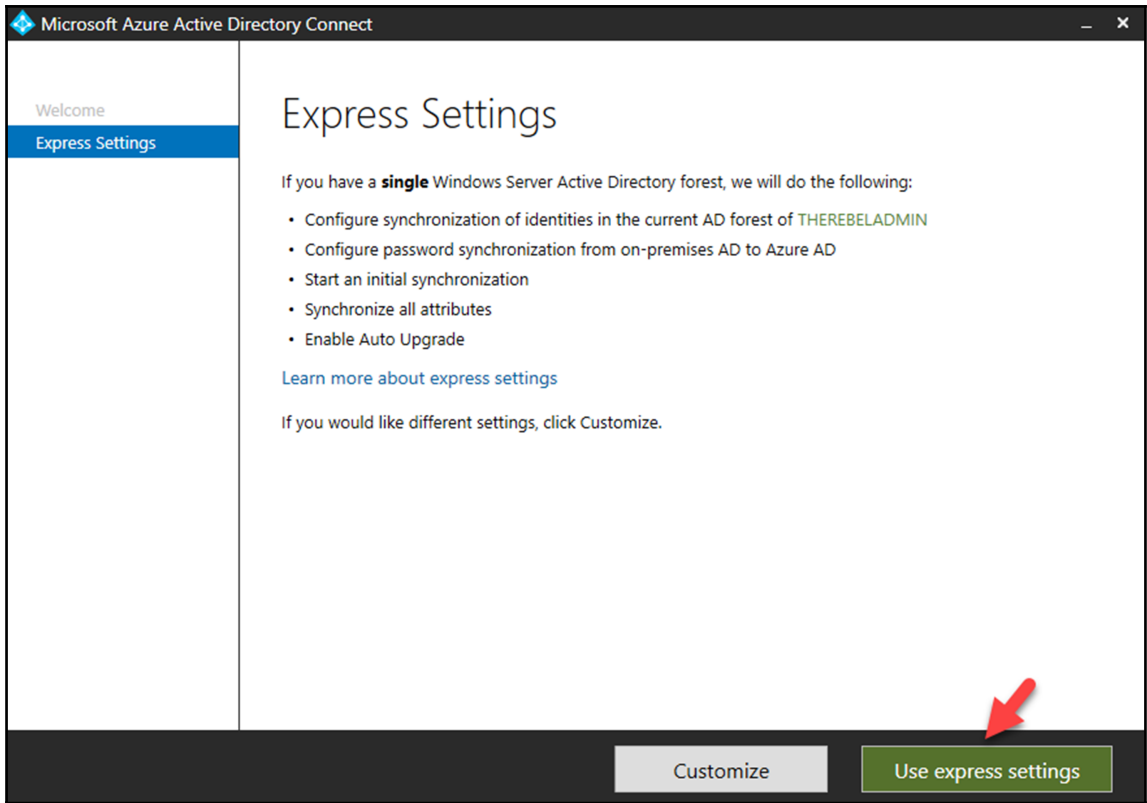 Microsoft Azure Active Directory Connect
Welcome
Express Settings
Express Settings
If you have a single Windows Server Active Directory forest, we will do the following:
• Configure synchronization of identities in the current AD forest of THEREBELADMIN
• Configure password synchronization from on-premises AD to Azure AD
• Start an initial synchronization
• Synchronize all attributes
• Enable Auto Upgrade
Learn more about express settings
If you would like different settings, click Customize.
Customize
Use express settings